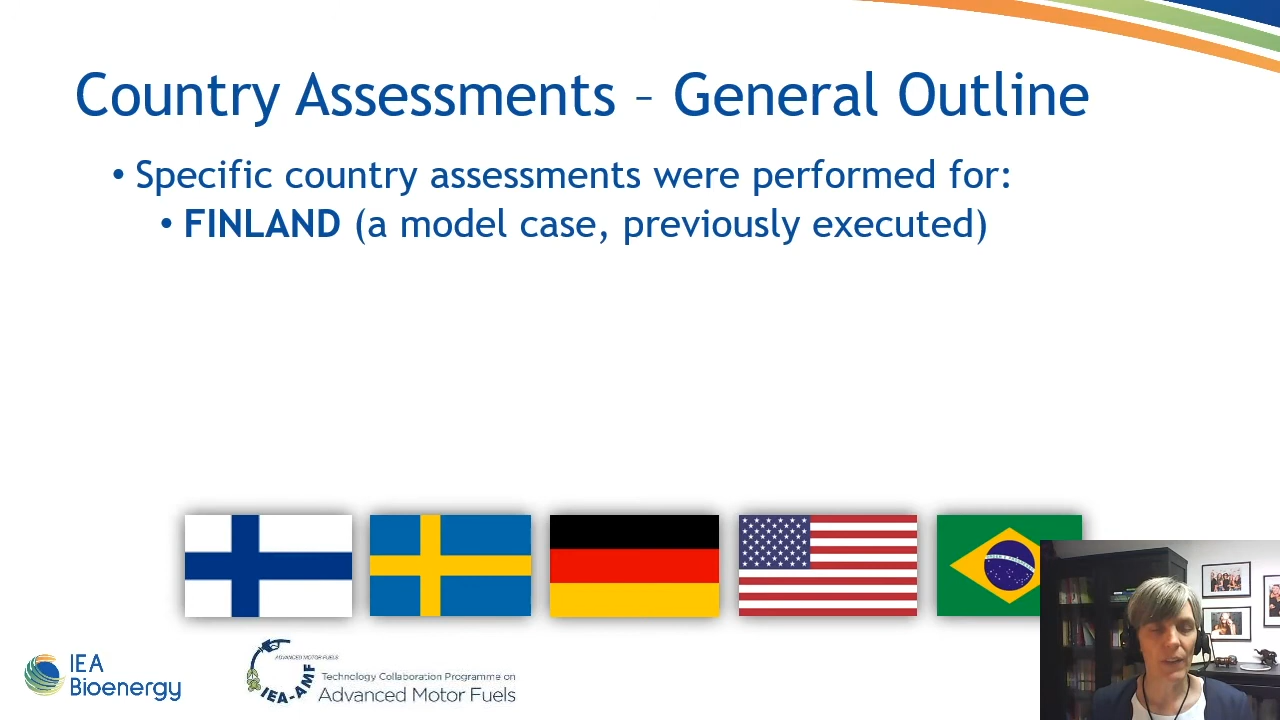 Country Assessments – General Outline
• Specific country assessments were performed for:
• FINLAND (a model case, previously executed)
IEA
Bioenergy
ADVANCED MOTOR FUELS
IEA-AMF
Technology Collaboration Programme on
Advanced Motor Fuels